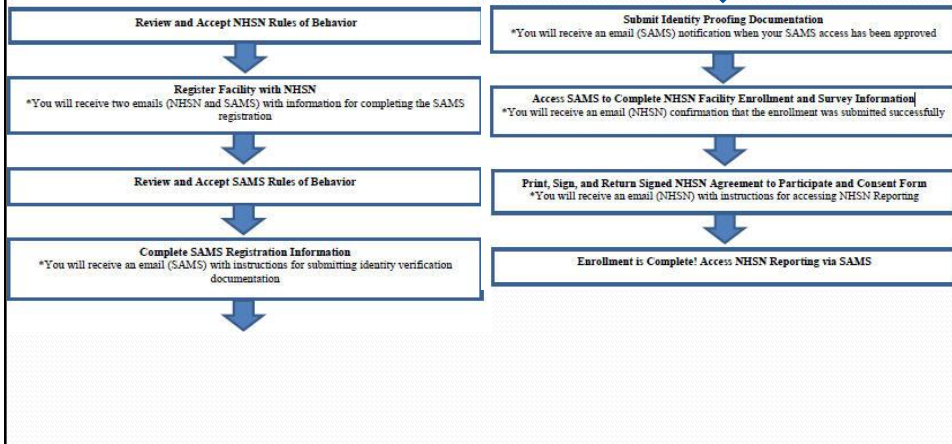 Review and Accept NHSN Rules of Behavior
Register Facility with NHSN
*You will receive two emails (NHSN and SAMS) with information for completing the SAMS
registration
Review and Accept SAMS Rules of Behavior
Complete SAMS Registration Information
*You will receive an email (SAMS) with instructions for submitting identity verification
documentation
Submit Identity Proofing Documentation
*You will receive an email (SAMS) notification when your SAMS access has been approved
Access SAMS to Complete NHSN Facility Enrollment and Survey Information
*You will receive an email (NHSN) confirmation that the enrollment was submitted successfully
Print, Sign, and Return Signed NHSN Agreement to Participate and Consent Form
*You will receive an email (NHSN) with instructions for accessing NHSN Reporting
Enrollment is Complete! Access NHSN Reporting via SAMS